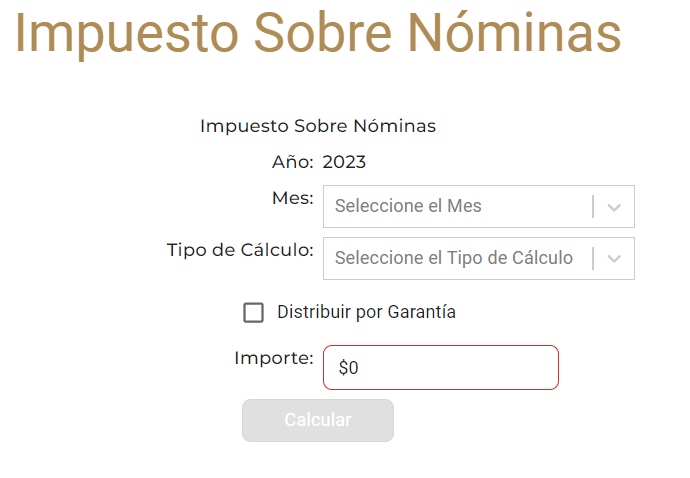 Impuesto Sobre Nóminas
Impuesto Sobre Nóminas
Año: 2023
Mes: Seleccione el Mes
Tipo de Cálculo: Seleccione el Tipo de Cálculo
Distribuir por Garantía
Importe: $0
Calcular